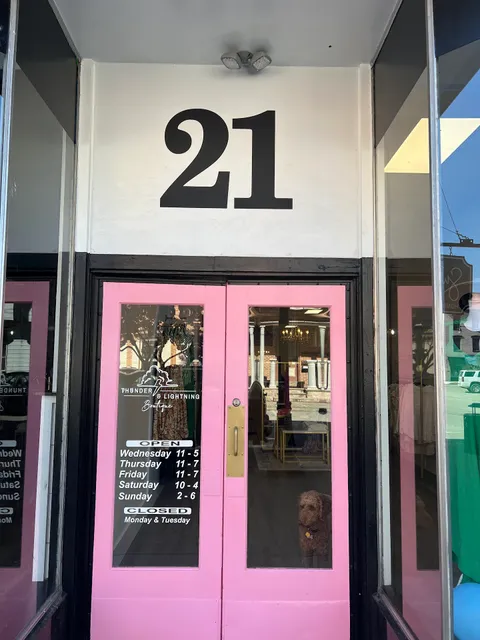 21
THUNDER & LIGHTNING
Boutique
OPEN
Wednesday 11 - 5
Thursday 11 - 7
Friday 11 - 7
Saturday 10 - 4
Sunday 2 - 6
CLOSED
Monday & Tuesday